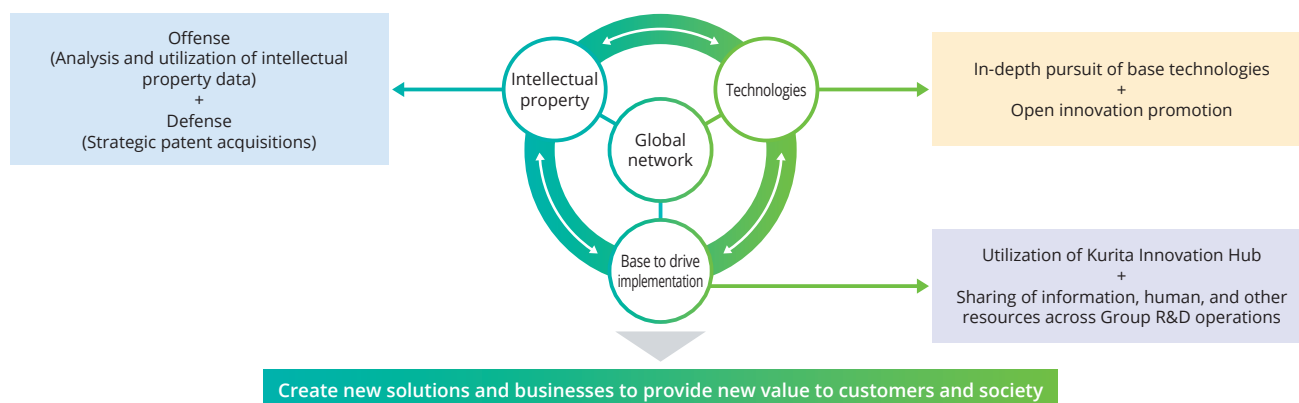 Offense
(Analysis and utilization of intellectual
property data)
+
Defense
(Strategic patent acquisitions)
Intellectual
property
Technologies
Global
network
Base to drive
implementation
In-depth pursuit of base technologies
+
Open innovation promotion
Utilization of Kurita Innovation Hub
+
Sharing of information, human, and other
resources across Group R&D operations
Create new solutions and businesses to provide new value to customers and society